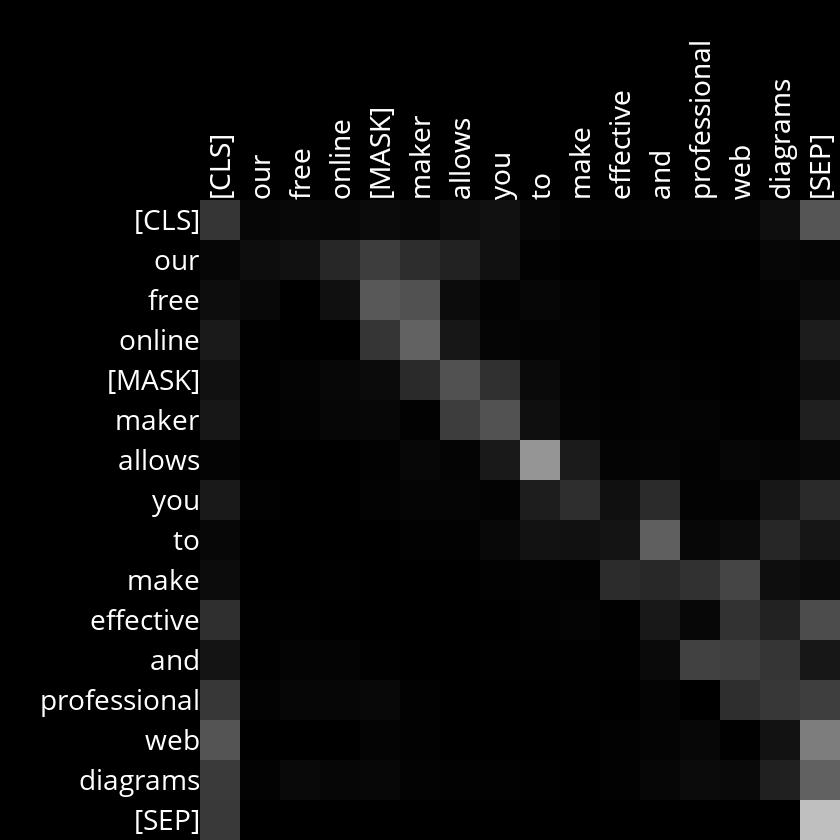 [CLS]
our
free
online
[MASK]
maker
allows
you
to
make
effective
and
professional
web
diagrams
[SEP]
[CLS]
our
free
online
[MASK]
maker
allows
you
to
make
effective
and
professional
web
diagrams
[SEP]